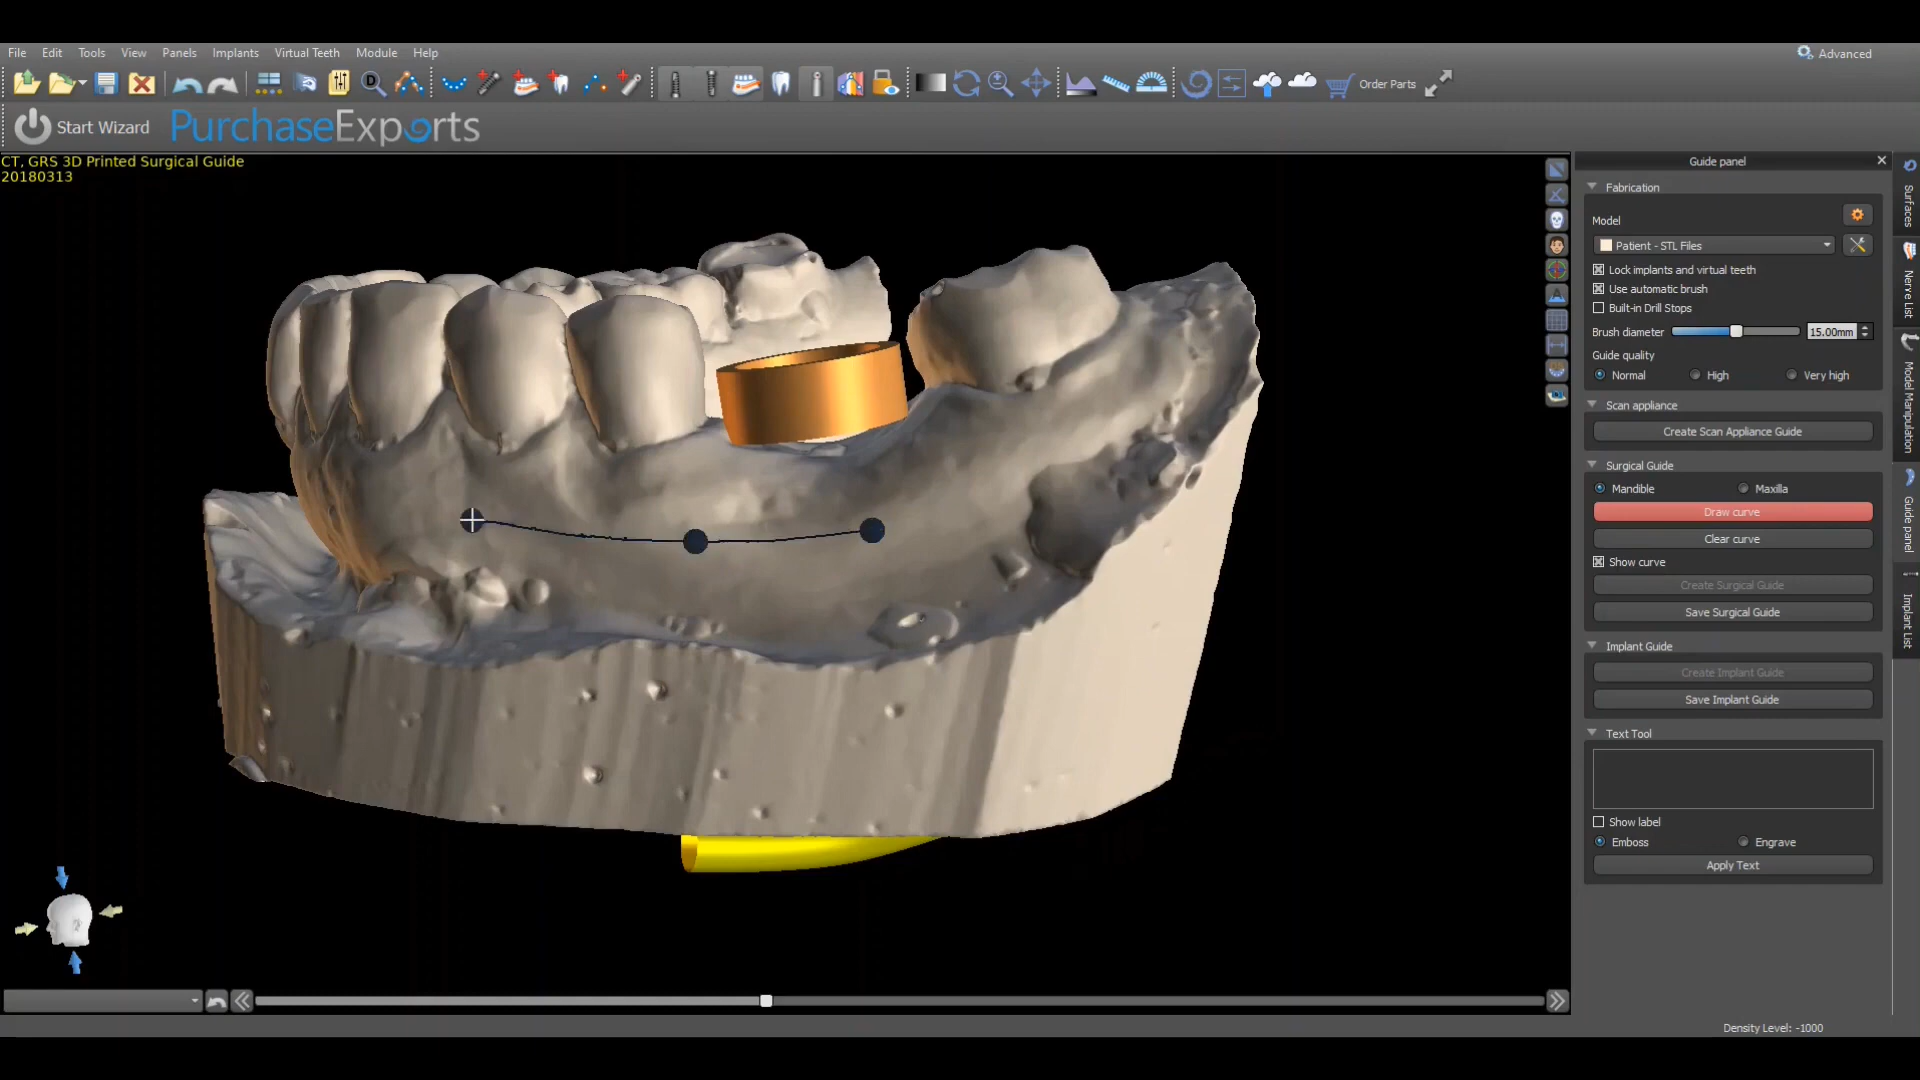 File Edit Tools View Panels Implants Virtual Teeth Module Help
Advanced
D
Order Parts
Start Wizard PurchaseExports
CT, GRS 3D Printed Surgical Guide
20180313
Guide panel
Fabrication
Model
Patient - STL Files
Lock implants and virtual teeth
Use automatic brush
Built-in Drill Stops
Brush diameter 15.00mm
Guide quality
Normal High Very high
Scan appliance
Create Scan Appliance Guide
Surgical Guide
Mandible Maxilla
Draw curve
Clear curve
Show curve
Create Surgical Guide
Save Surgical Guide
Implant Guide
Create Implant Guide
Save Implant Guide
Text Tool
Show label
Emboss Engrave
Apply Text
Surfaces
Nerve List
Model Manipulation
Guide panel
Implant List
Density Level: -1000